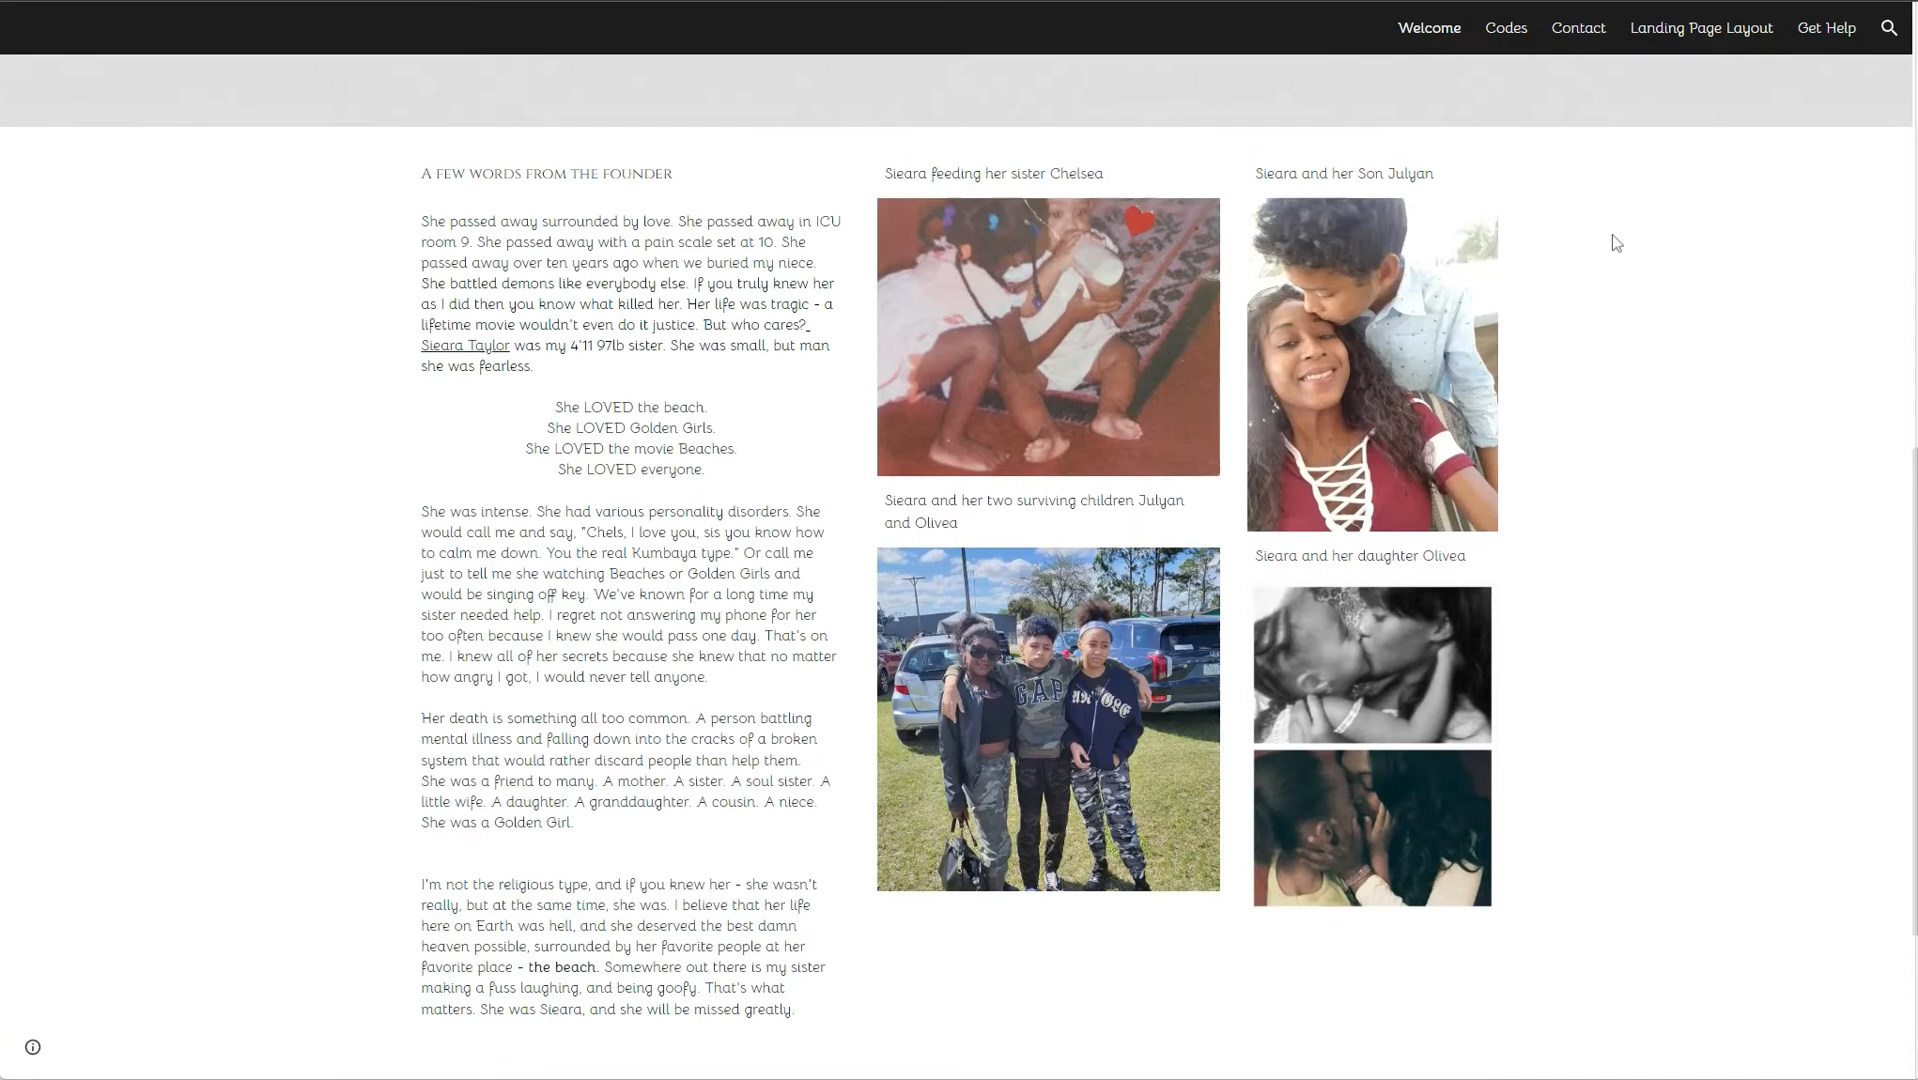 Welcome
Codes
Contact
Landing Page Layout
Get Help
A FEW WORDS FROM THE FOUNDER
She passed away surrounded by love. She passed away in ICU
room 9. She passed away with a pain scale set at 10. She
passed away over ten years ago when we buried my niece.
She battled demons like everybody else. If you truly knew her
as I did then you know what killed her. Her life was tragic - a
lifetime movie wouldn't even do it justice. But who cares?
Sieara Taylor was my 4'11 97lb sister. She was small, but man
she was fearless.
She LOVED the beach.
She LOVED Golden Girls.
She LOVED the movie Beaches.
She LOVED everyone.
She was intense. She had various personality disorders. She
would call me and say, "Chels, I love you, sis you know how
to calm me down. You the real Kumbaya type." Or call me
just to tell me she watching Beaches or Golden Girls and
would be singing off key. We've known for a long time my
sister needed help. I regret not answering my phone for her
too often because I knew she would pass one day. That's on
me. I knew all of her secrets because she knew that no matter
how angry I got, I would never tell anyone.
Her death is something all too common. A person battling
mental illness and falling down into the cracks of a broken
system that would rather discard people than help them.
She was a friend to many. A mother. A sister. A soul sister. A
little wife. A daughter. A granddaughter. A cousin. A niece.
She was a Golden Girl.
I'm not the religious type, and if you knew her - she wasn't
really, but at the same time, she was. I believe that her life
here on Earth was hell, and she deserved the best damn
heaven possible, surrounded by her favorite people at her
favorite place - the beach. Somewhere out there is my sister
making a fuss laughing, and being goofy. That's what
matters. She was Sieara, and she will be missed greatly.
Sieara feeding her sister Chelsea
Sieara and her two surviving children Julyan
and Olivea
GAP
Sieara and her Son Julyan
Sieara and her daughter Olivea